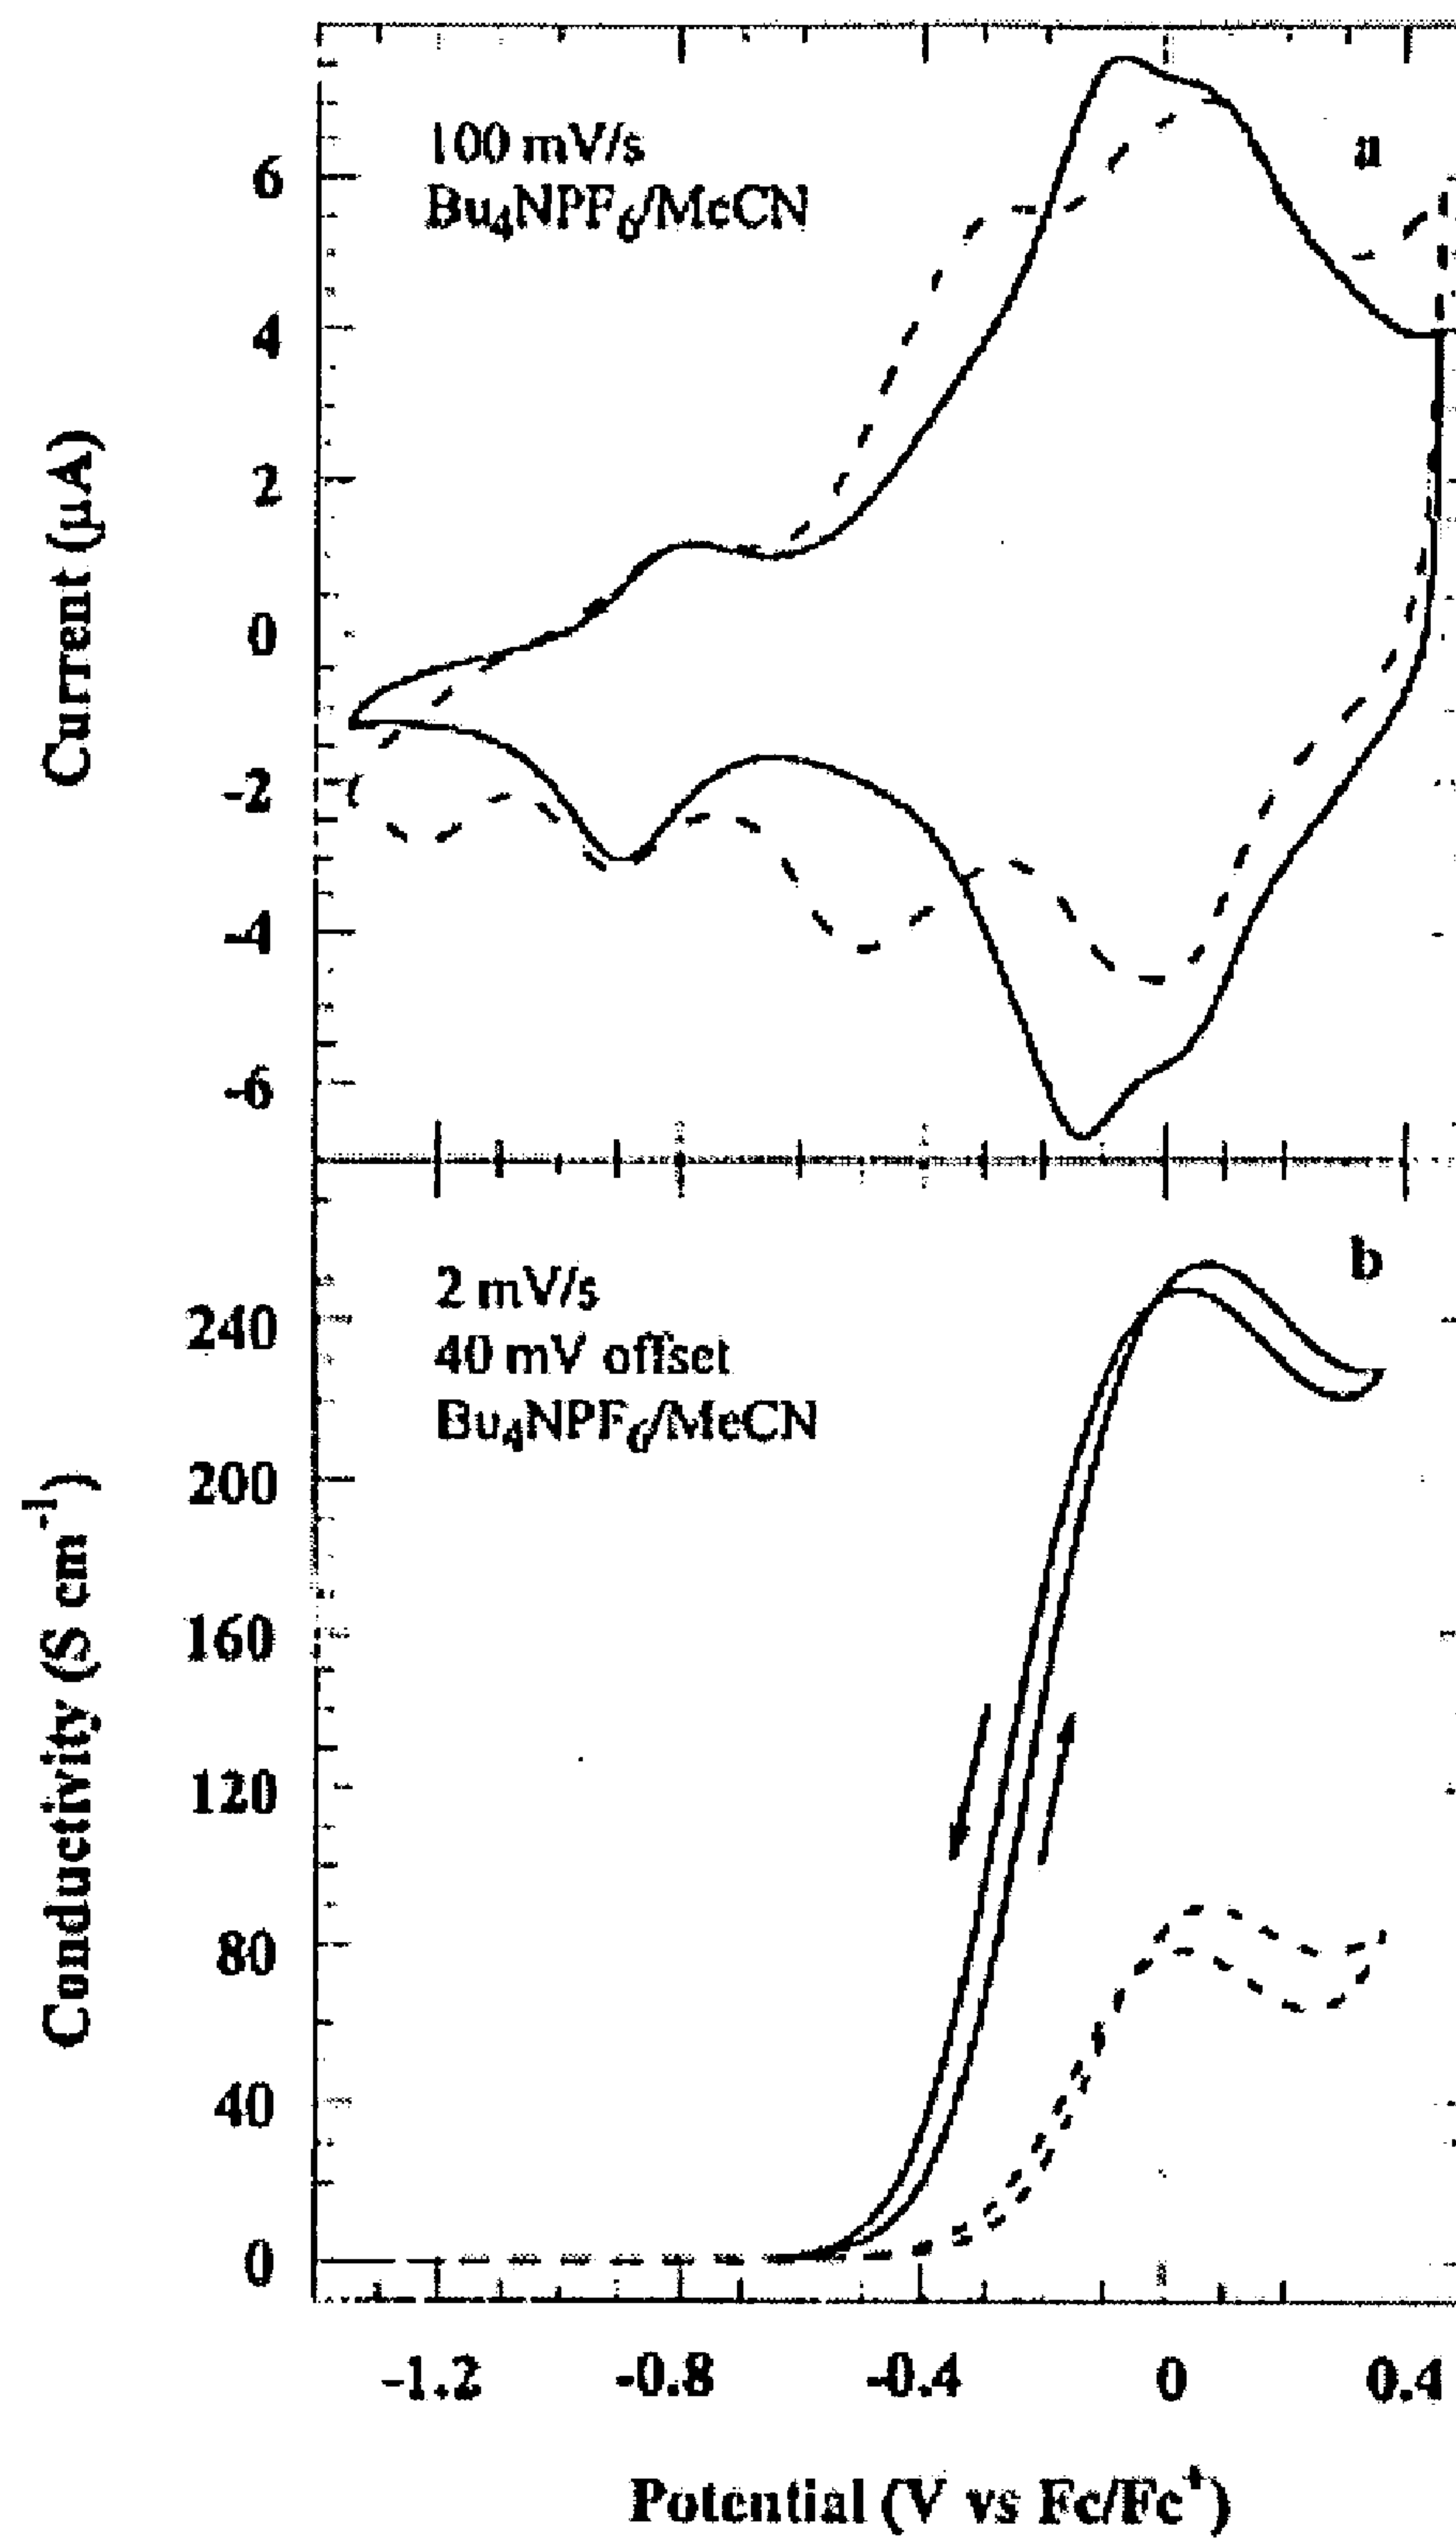 100 mV/s
Bu₄NPF₆/MeCN
a
6
4
2
0
-2
-4
-6
Current (µA)
b
2 mV/s
40 mV offset
Bu₄NPF₆/MeCN
240
200
160
120
80
40
0
Conductivity (S cm⁻¹)
-1.2 -0.8 -0.4 0 0.4
Potential (V vs Fc/Fc⁺)